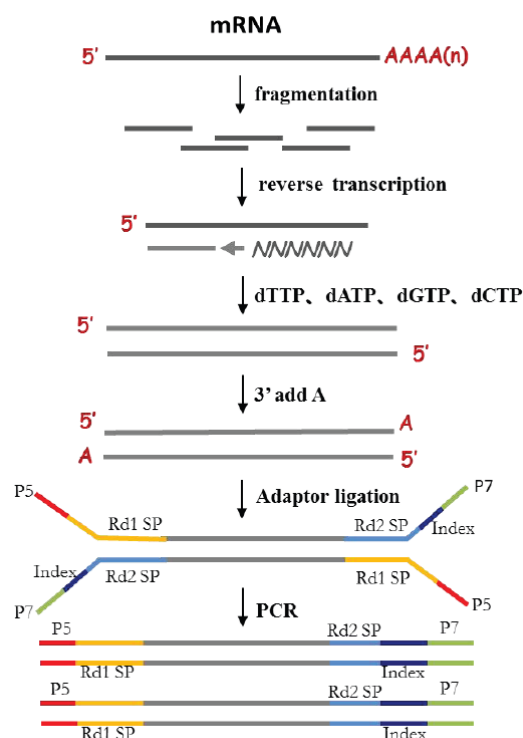 mRNA
5' AAAA(n)
fragmentation
reverse transcription
5'
NNNNNN
dTTP、dATP、dGTP、dCTP
5'
5'
3' add A
5' A
A 5'
Adaptor ligation
P5 P7
Rd1 SP Rd2 SP Index
Index Rd2 SP Rd1 SP
P7 P5
PCR
P5 Rd2 SP P7
Rd1 SP Index
P5 Rd2 SP P7
Rd1 SP Index